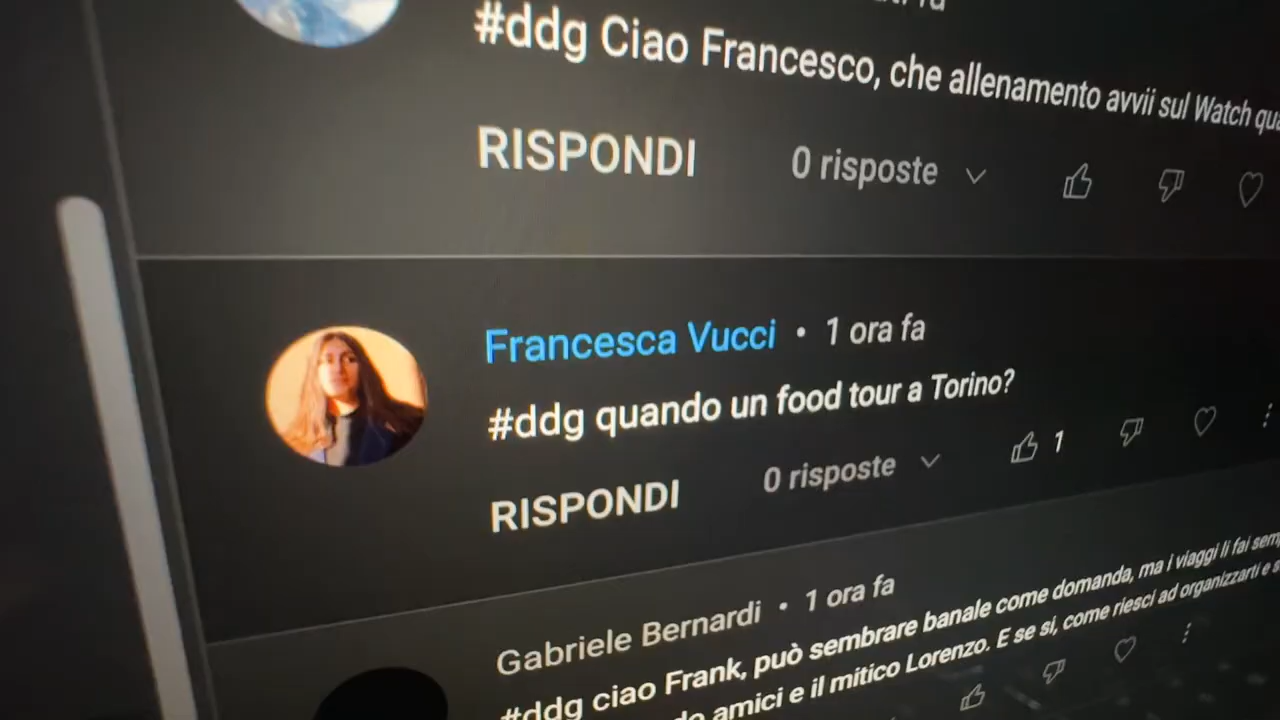 #ddg Ciao Francesco, che allenamento avvii sul Watch
RISPONDI 0 risposte
Francesca Vucci • 1 ora fa
#ddg quando un food tour a Torino?
RISPONDI 0 risposte 1
Gabriele Bernardi • 1 ora fa
#ddg ciao Frank, può sembrare banale come domanda, ma i viaggi li fai
amici e il mitico Lorenzo. E se si, come riesci ad organizzarti e